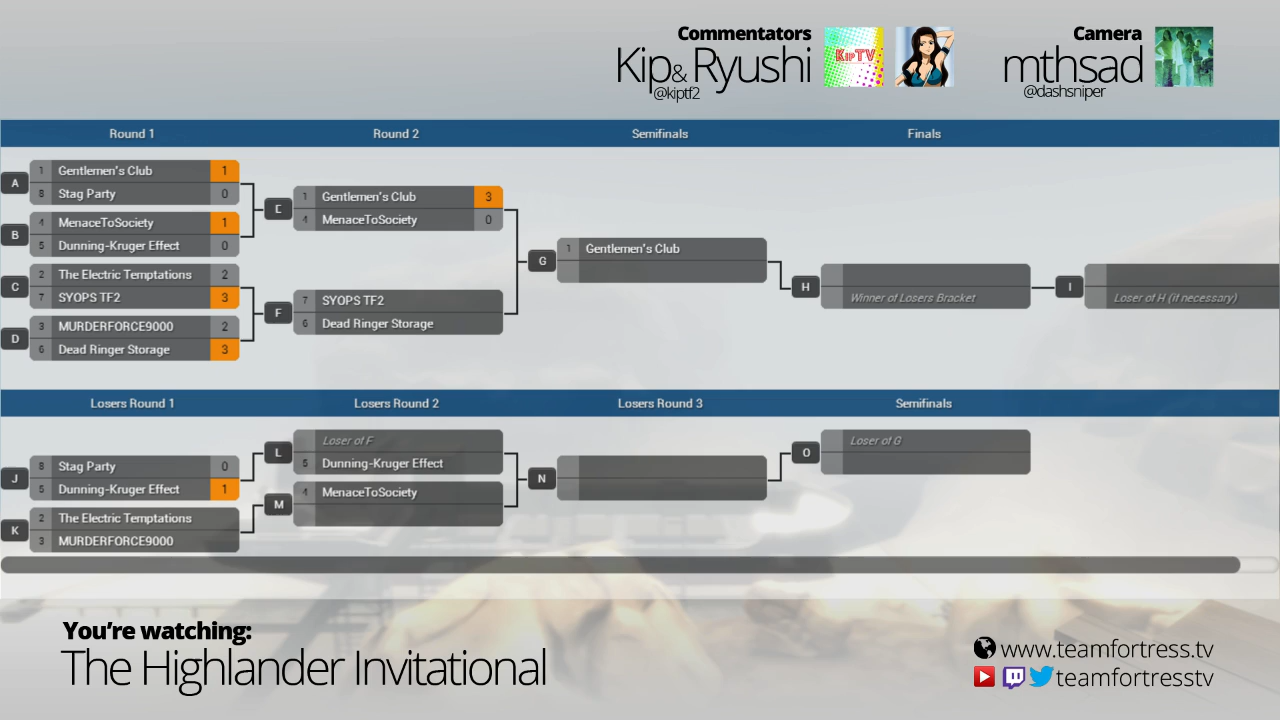 Commentators
Kip & Ryushi
@kiptf2
KIPTV
Camera
mthsad
@dashsniper
Round 1 Round 2 Semifinals Finals
A
1 Gentlemen's Club 1
8 Stag Party 0
B
4 MenaceToSociety 1
5 Dunning-Kruger Effect 0
C
2 The Electric Temptations 2
7 SYOPS TF2 3
D
3 MURDERFORCE9000 2
6 Dead Ringer Storage 3
E
1 Gentlemen's Club 3
4 MenaceToSociety 0
F
7 SYOPS TF2
6 Dead Ringer Storage
G
1 Gentlemen's Club
H
Winner of Losers Bracket
I
Loser of H (if necessary)
Losers Round 1 Losers Round 2 Losers Round 3 Semifinals
J
8 Stag Party 0
5 Dunning-Kruger Effect 1
K
2 The Electric Temptations
3 MURDERFORCE9000
L
Loser of F
5 Dunning-Kruger Effect
M
4 MenaceToSociety
N
O
Loser of G
You're watching:
The Highlander Invitational
www.teamfortress.tv
teamfortresstv